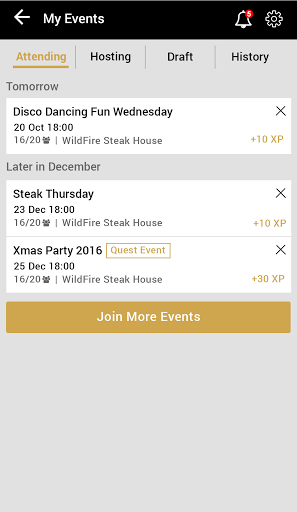 My Events
5
Attending
Hosting
Draft
History
Tomorrow
Disco Dancing Fun Wednesday
20 Oct 18:00
16/20 | WildFire Steak House
+10 XP
Later in December
Steak Thursday
23 Dec 18:00
16/20 | WildFire Steak House
+10 XP
Xmas Party 2016 Quest Event
25 Dec 18:00
16/20 | WildFire Steak House
+30 XP
Join More Events